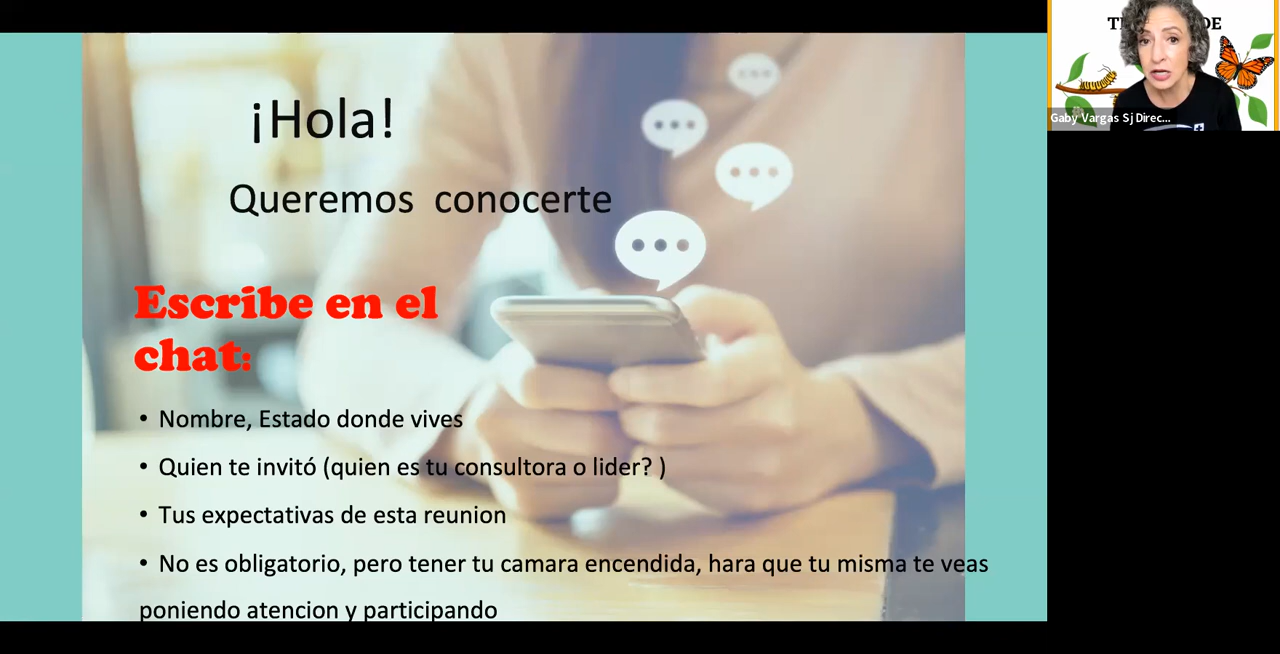 ¡Hola!
Queremos conocerte
Escribe en el
chat:
• Nombre, Estado donde vives
• Quien te invitó (quien es tu consultora o lider? )
• Tus expectativas de esta reunion
• No es obligatorio, pero tener tu camara encendida, hara que tu misma te veas
poniendo atencion y participando
Gaby Vargas Sj Direc...